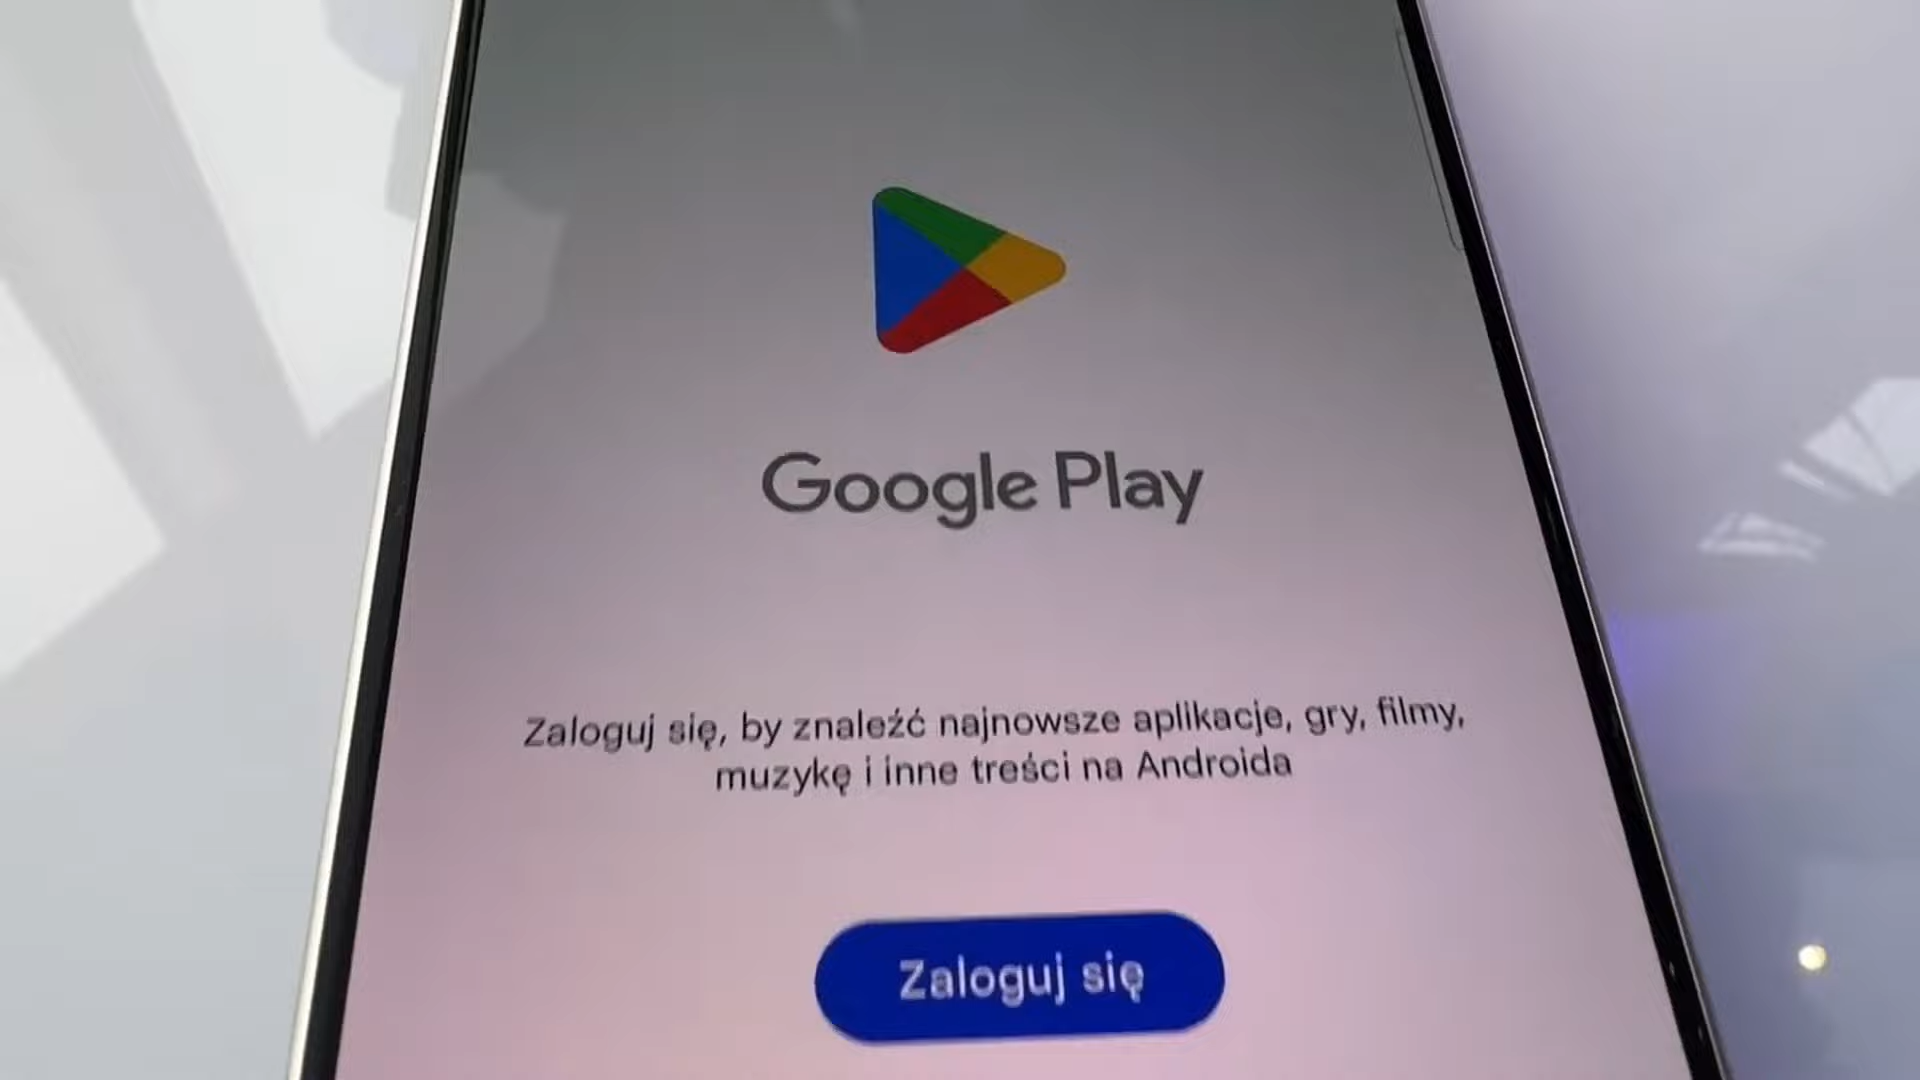 Google Play
Zaloguj się, by znaleźć najnowsze aplikacje, gry, filmy,
muzykę i inne treści na Androida
Zaloguj się